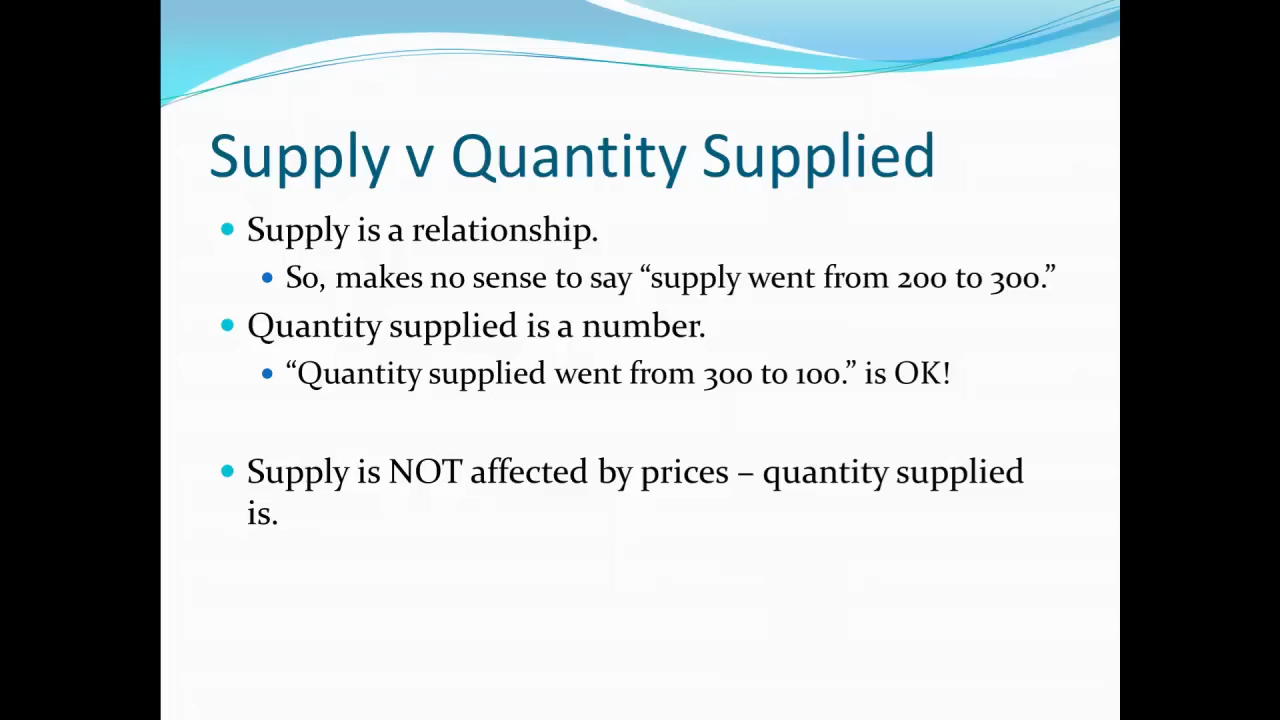 Supply v Quantity Supplied
Supply is a relationship.
So, makes no sense to say “supply went from 200 to 300.”
Quantity supplied is a number.
“Quantity supplied went from 300 to 100.” is OK!
Supply is NOT affected by prices – quantity supplied
is.